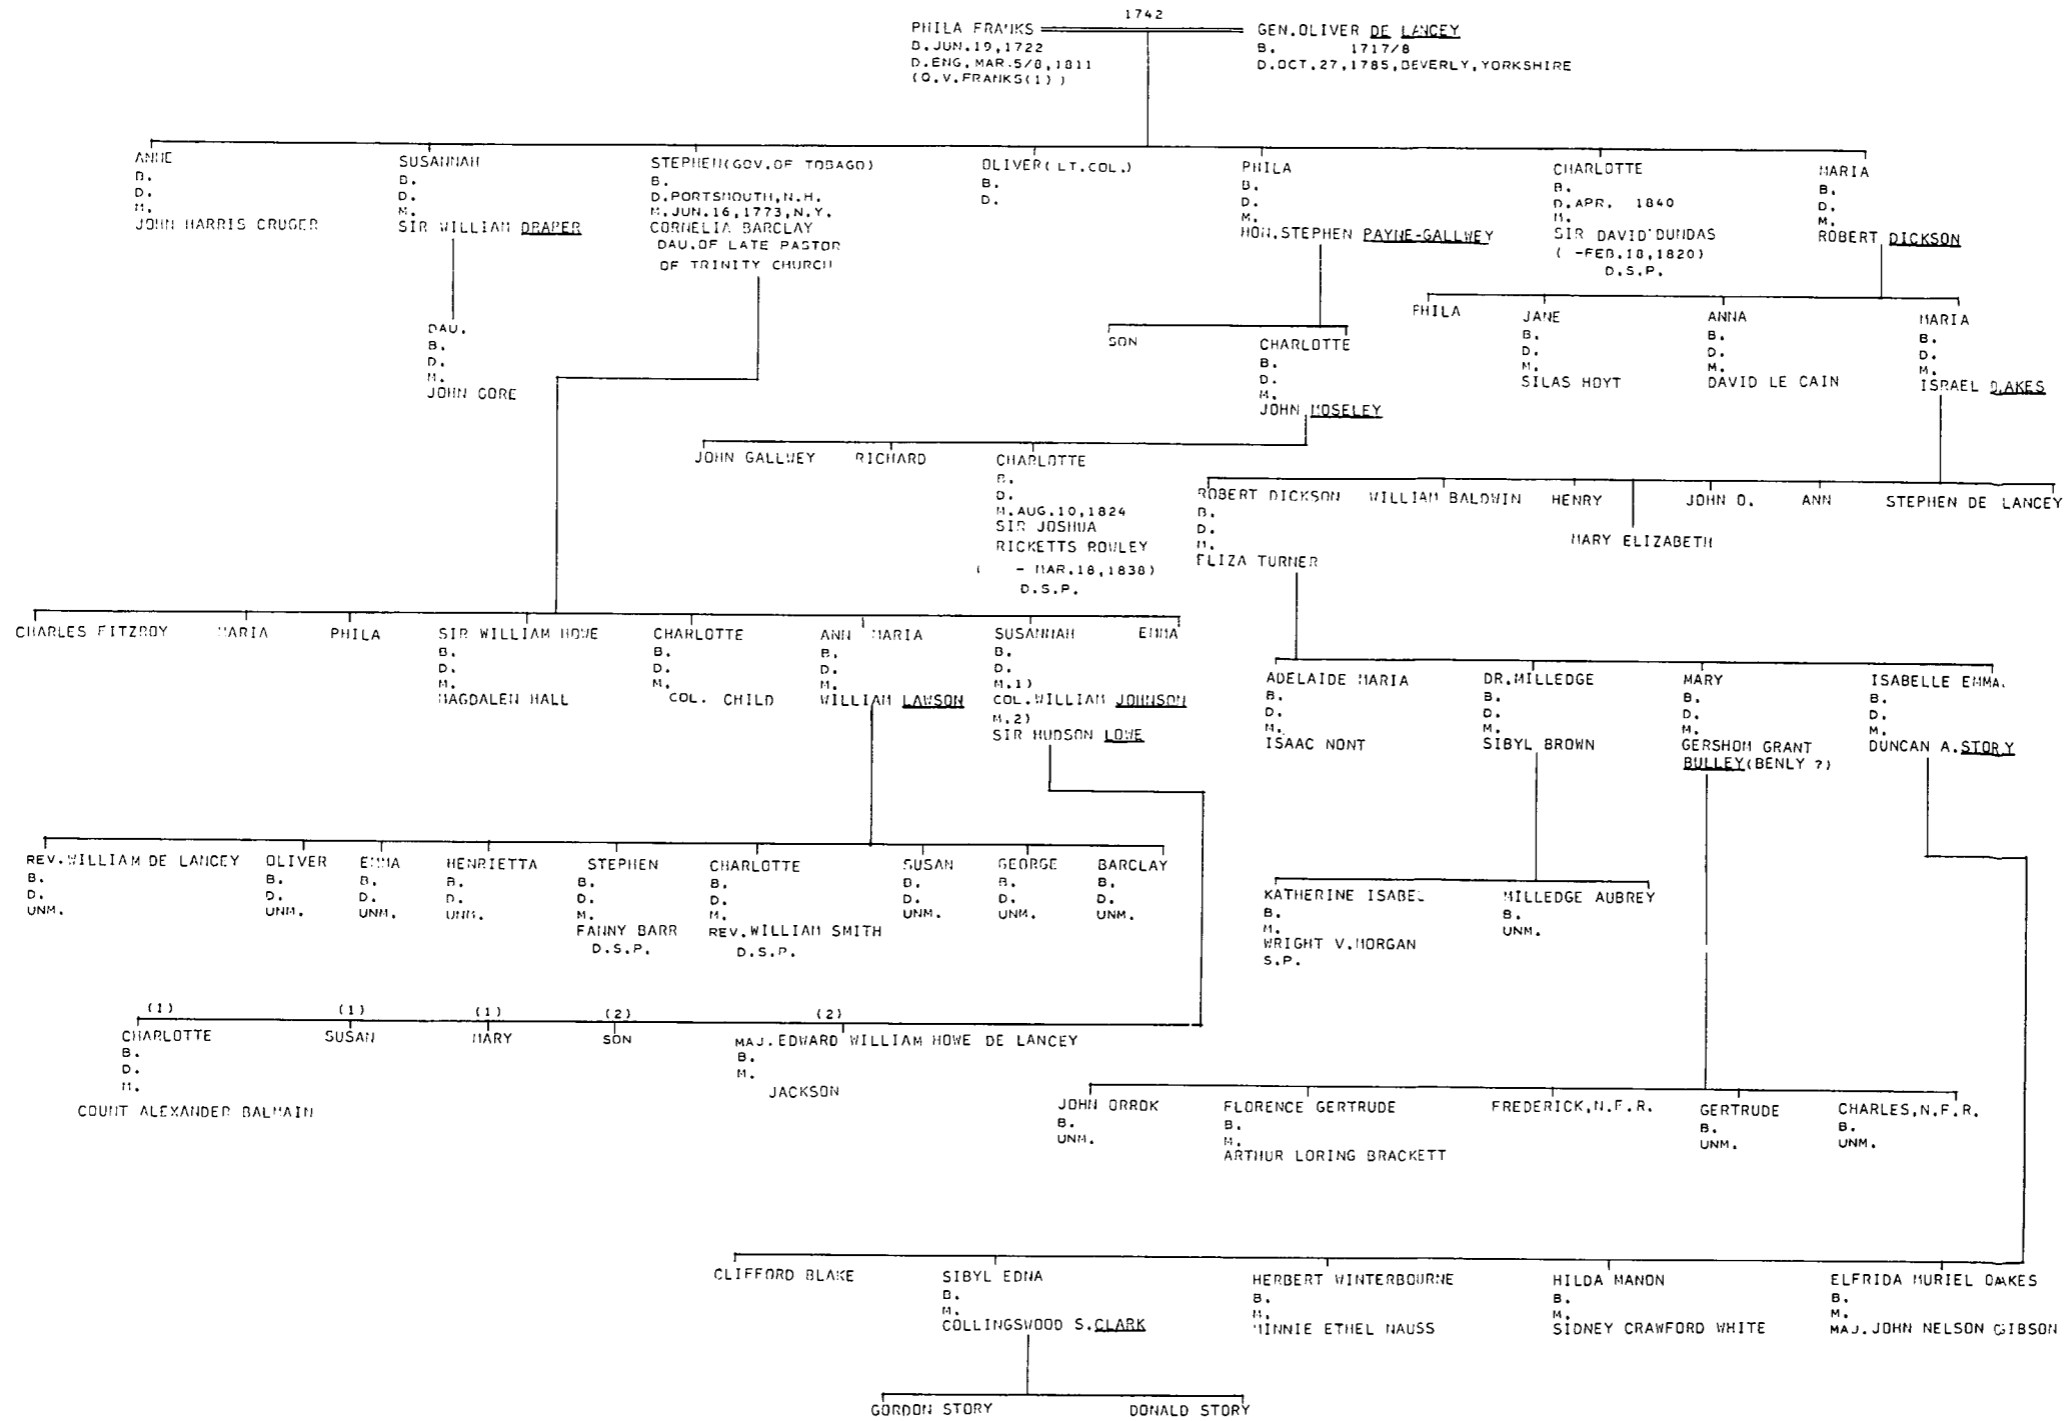 1742
PHILA FRANKS
B.JUN.19,1722
D.ENG,MAR.5/8,1811
(Q.V.FRANKS(1))
GEN.OLIVER DE LANCEY
B. 1717/8
D.OCT.27,1785,BEVERLY,YORKSHIRE
ANNE
B.
D.
M.
JOHN HARRIS CRUGER
SUSANNAH
B.
D.
M.
SIR WILLIAM DRAPER
STEPHEN(GOV.OF TOBAGO)
B.
D.PORTSMOUTH,N.H.
M.JUN.16,1773,N.Y.
CORNELIA BARCLAY
DAU.OF LATE PASTOR
OF TRINITY CHURCH
OLIVER(LT.COL.)
B.
D.
PHILA
B.
D.
M.
HON.STEPHEN PAYNE-GALLWEY
CHARLOTTE
B.
D.APR. 1840
M.
SIR DAVID DUNDAS
( -FEB.18,1820)
D.S.P.
MARIA
B.
D.
M.
ROBERT DICKSON
DAU.
B.
D.
M.
JOHN GORE
SON
CHARLOTTE
B.
D.
M.
JOHN MOSELEY
PHILA
JANE
B.
D.
M.
SILAS HOYT
ANNA
B.
D.
M.
DAVID LE CAIN
MARIA
B.
D.
M.
ISRAEL O.AKES
JOHN GALLWEY
RICHARD
CHARLOTTE
B.
D.
M.AUG.10,1824
SIR JOSHUA
RICKETTS ROWLEY
( - MAR.18,1838)
D.S.P.
ROBERT DICKSON
B.
D.
M.
ELIZA TURNER
WILLIAM BALDWIN
HENRY
MARY ELIZABETH
JOHN O.
ANN
STEPHEN DE LANCEY
CHARLES FITZROY
MARIA
PHILA
SIR WILLIAM HOWE
B.
D.
M.
MAGDALEN HALL
CHARLOTTE
B.
D.
M.
COL. CHILD
ANN MARIA
B.
D.
M.
WILLIAM LAWSON
SUSANNAH
B.
D.
M.1)
COL.WILLIAM JOHNSON
M.2)
SIR HUDSON LOWE
EMMA
ADELAIDE MARIA
B.
D.
M.
ISAAC NONT
DR.MILLEDGE
B.
D.
M.
SIBYL BROWN
MARY
B.
D.
M.
GERSHOM GRANT
BULLEY(BENLY ?)
ISABELLE EMMA.
B.
D.
M.
DUNCAN A.STORY
REV.WILLIAM DE LANCEY
B.
D.
UNM.
OLIVER
B.
D.
UNM.
EMMA
B.
D.
UNM.
HENRIETTA
B.
D.
UNM.
STEPHEN
B.
D.
M.
FANNY BARR
D.S.P.
CHARLOTTE
B.
D.
M.
REV.WILLIAM SMITH
D.S.P.
SUSAN
B.
D.
UNM.
GEORGE
B.
D.
UNM.
BARCLAY
B.
D.
UNM.
KATHERINE ISABEL
B.
M.
WRIGHT V.MORGAN
S.P.
MILLEDGE AUBREY
B.
UNM.
(1)
CHARLOTTE
B.
D.
M.
COUNT ALEXANDER BALMAIN
(1)
SUSAN
(1)
MARY
(2)
SON
(2)
MAJ.EDWARD WILLIAM HOWE DE LANCEY
B.
M.
JACKSON
JOHN ORROK
B.
UNM.
FLORENCE GERTRUDE
B.
M.
ARTHUR LORING BRACKETT
FREDERICK,N.F.R.
GERTRUDE
B.
UNM.
CHARLES,N.F.R.
B.
UNM.
CLIFFORD BLAKE
SIBYL EDNA
B.
M.
COLLINGSWOOD S.CLARK
HERBERT WINTERBOURNE
B.
M.
MINNIE ETHEL NAUSS
HILDA MANON
B.
M.
SIDNEY CRAWFORD WHITE
ELFRIDA MURIEL OAKES
B.
M.
MAJ.JOHN NELSON GIBSON
GORDON STORY
DONALD STORY